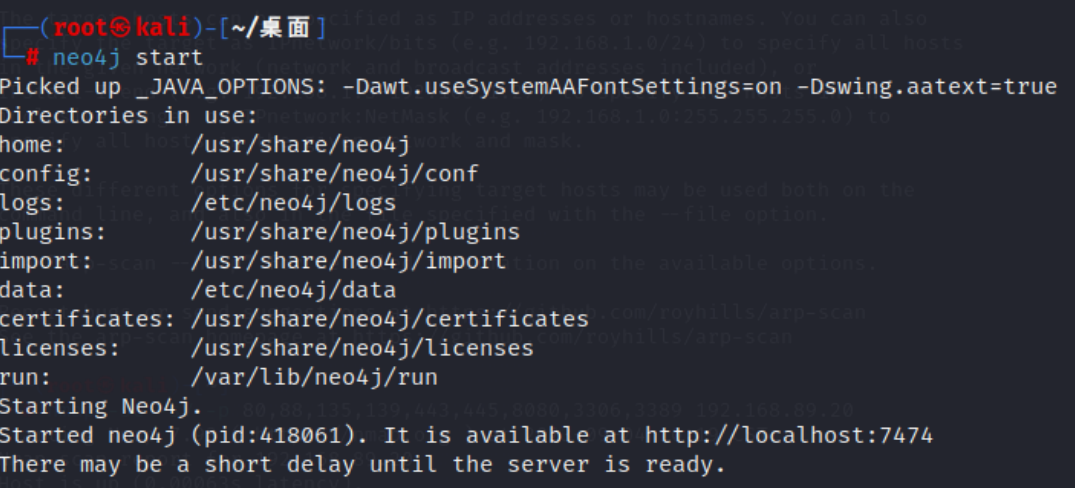 ┌──(root㉿kali)-[~/桌面]
└─# neo4j start
Picked up _JAVA_OPTIONS: -Dawt.useSystemAAFontSettings=on -Dswing.aatext=true
Directories in use:
home:         /usr/share/neo4j
config:       /usr/share/neo4j/conf
logs:         /etc/neo4j/logs
plugins:      /usr/share/neo4j/plugins
import:       /usr/share/neo4j/import
data:         /etc/neo4j/data
certificates: /usr/share/neo4j/certificates
licenses:     /usr/share/neo4j/licenses
run:          /var/lib/neo4j/run
Starting Neo4j.
Started neo4j (pid:418061). It is available at http://localhost:7474
There may be a short delay until the server is ready.